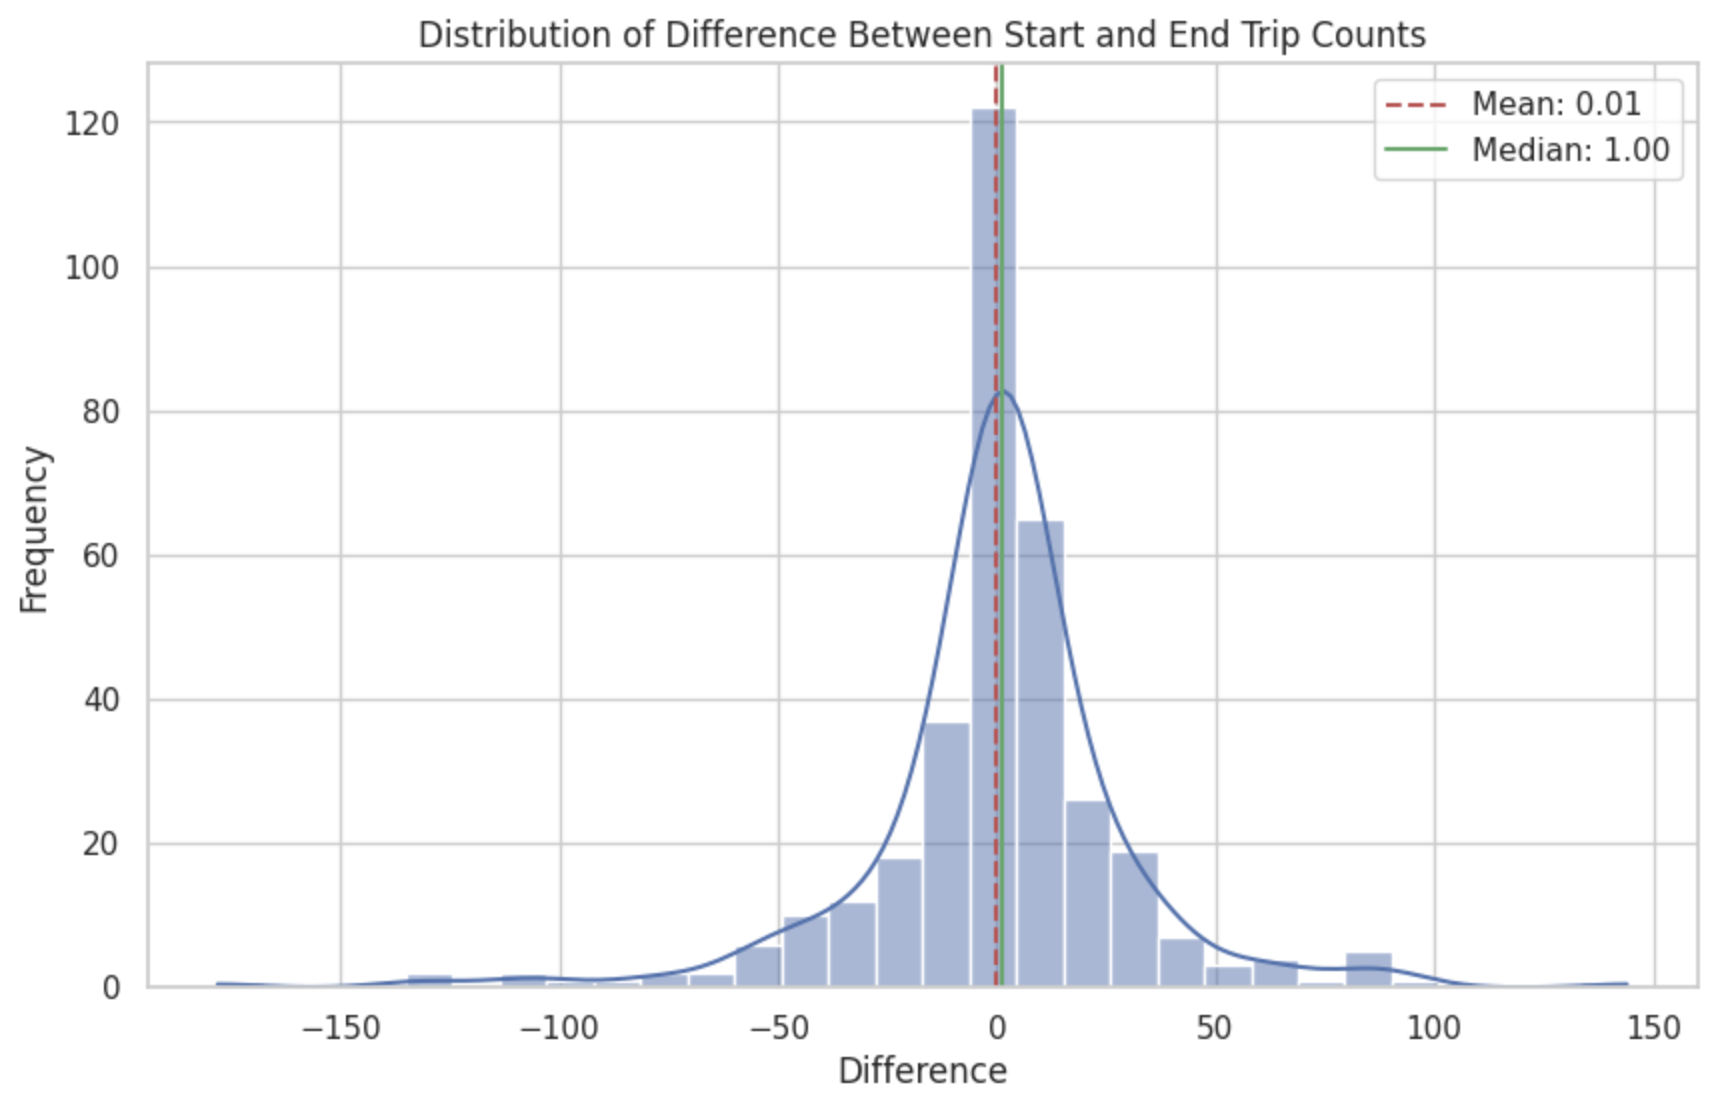 Distribution of Difference Between Start and End Trip Counts
Mean: 0.01
Median: 1.00
120
100
80
60
40
20
0
Frequency
−150
−100
−50
0
50
100
150
Difference